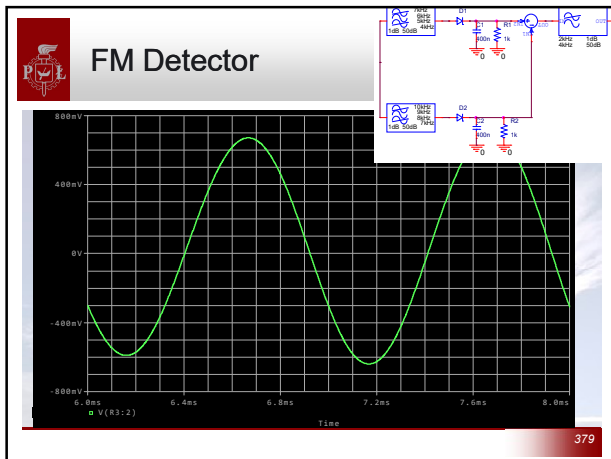 FM Detector
P Ł
7kHz
6kHz
5kHz
4kHz
1dB 50dB
D1
C1
400n
R1
1k
0
0
2kHz
4kHz
1dB
50dB
10kHz
9kHz
8kHz
7kHz
1dB 50dB
D2
C2
400n
R2
1k
0
0
800mV
400mV
0V
-400mV
-800mV
6.0ms 6.4ms 6.8ms 7.2ms 7.6ms 8.0ms
V(R3:2)
Time
379